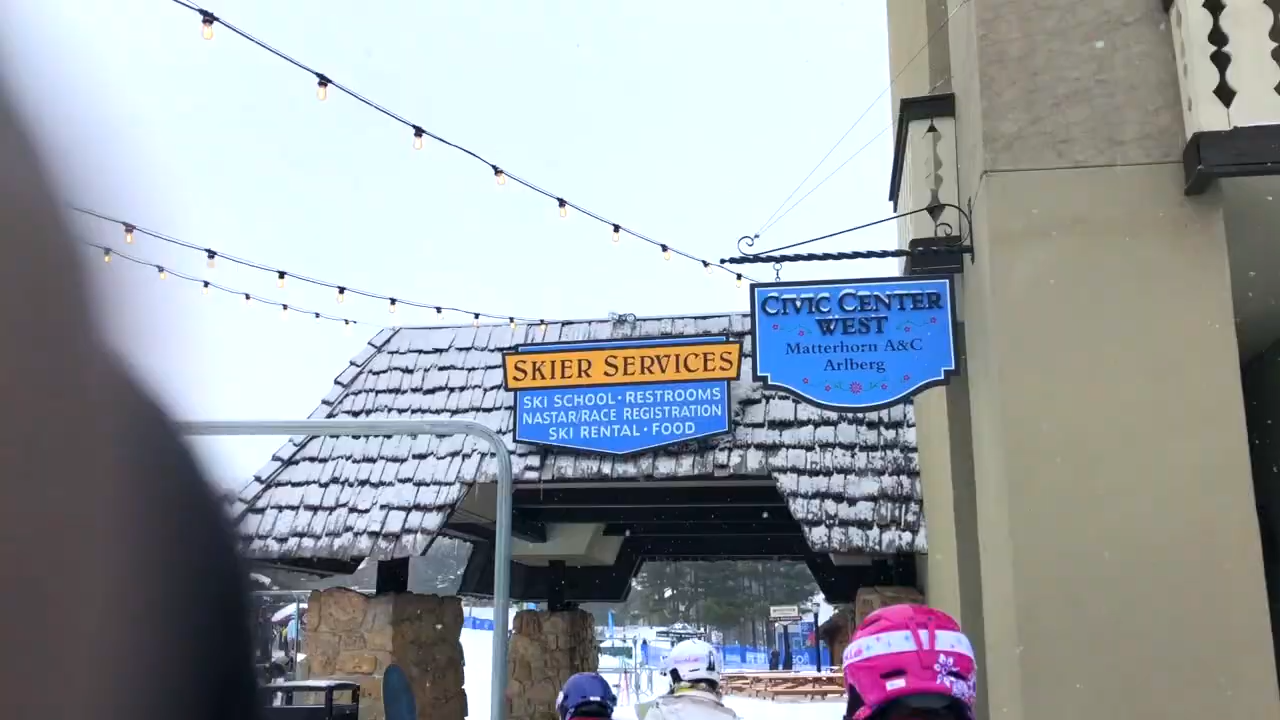 CIVIC CENTER
WEST
Matterhorn A&C
Arlberg
SKIER SERVICES
SKI SCHOOL · RESTROOMS
NASTAR/RACE REGISTRATION
SKI RENTAL · FOOD